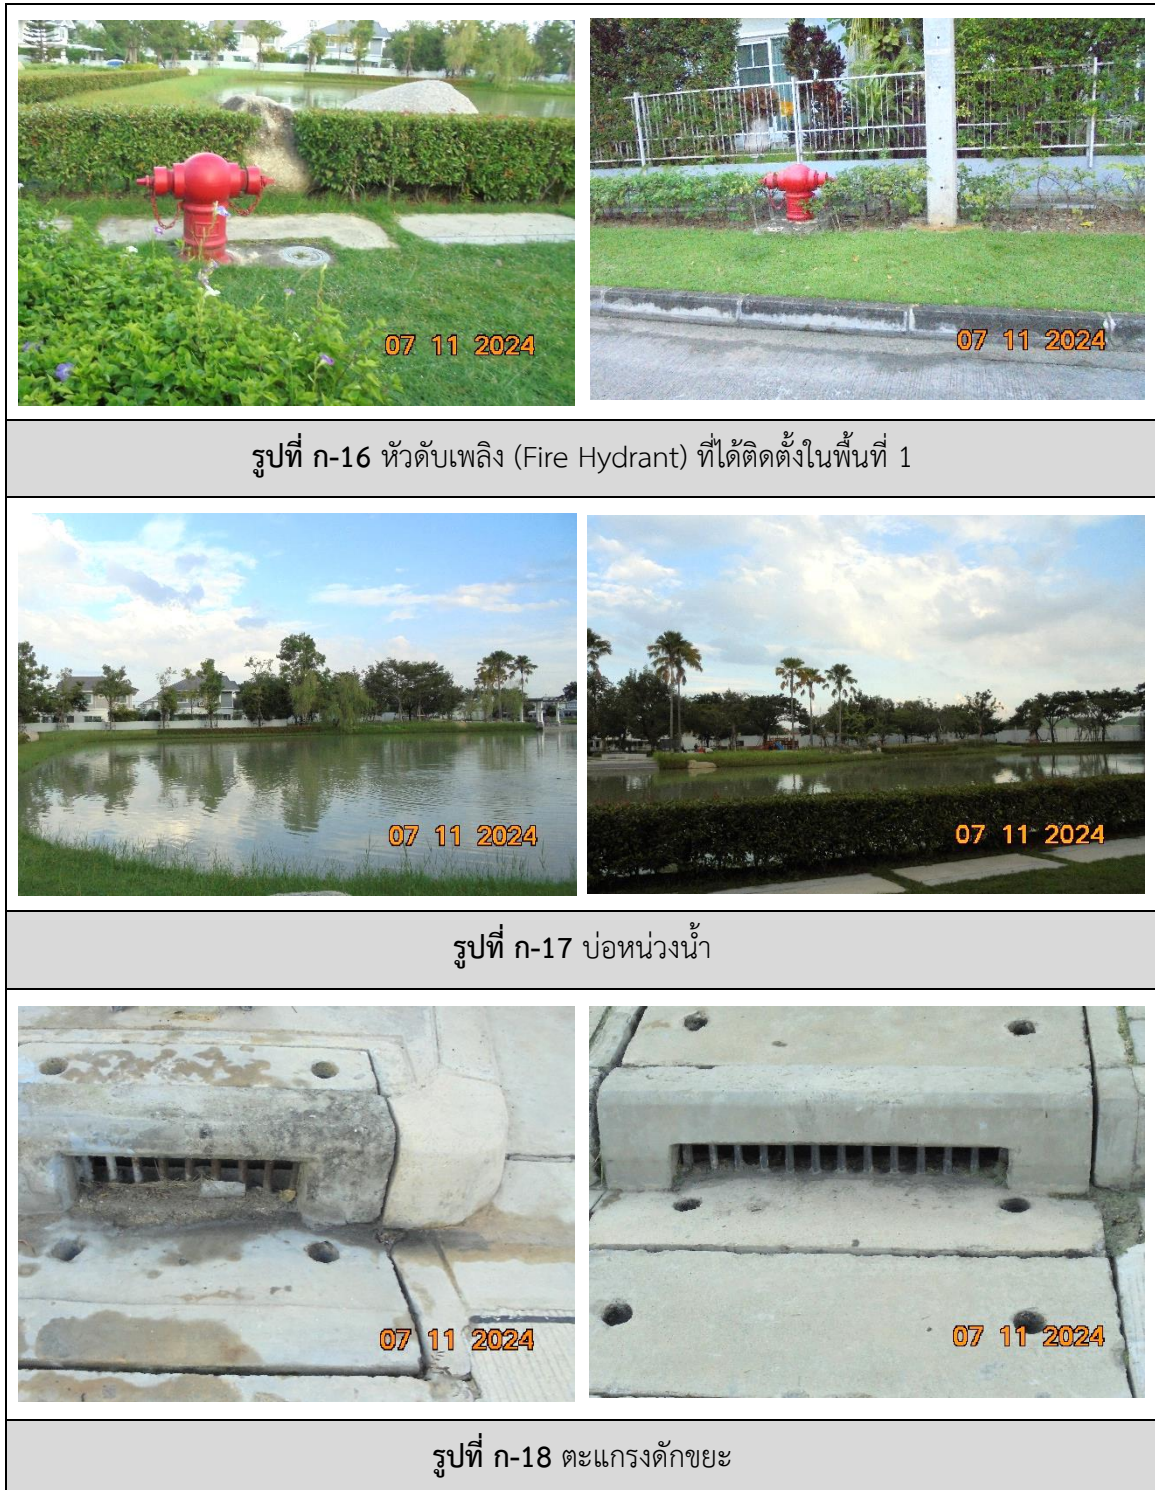 07 11 2024
07 11 2024
รูปที่ ก-16 หัวดับเพลิง (Fire Hydrant) ที่ได้ติดตั้งในพื้นที่ 1
07 11 2024
07 11 2024
รูปที่ ก-17 บ่อหน่วงน้ำ
07 11 2024
07 11 2024
รูปที่ ก-18 ตะแกรงดักขยะ